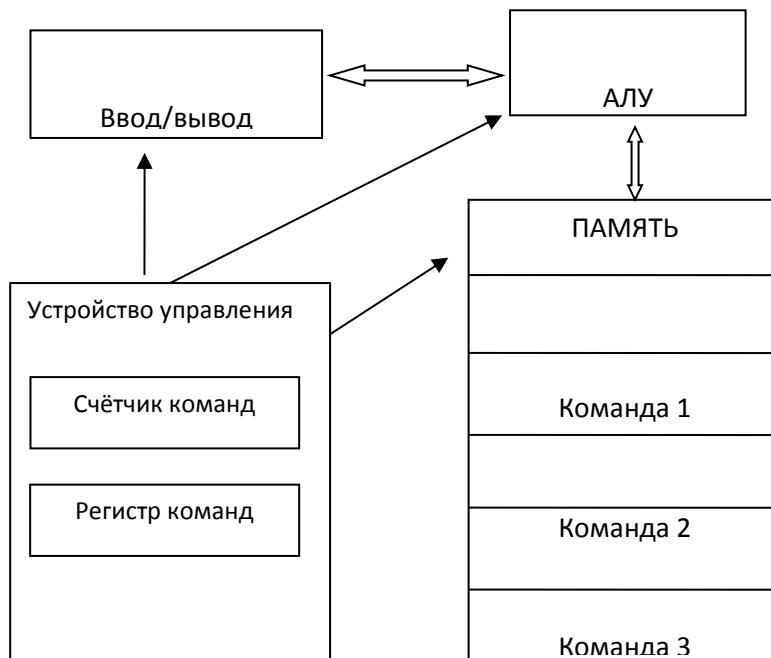 Ввод/вывод
АЛУ
ПАМЯТЬ
Устройство управления
Счётчик команд
Регистр команд
Команда 1
Команда 2
Команда 3